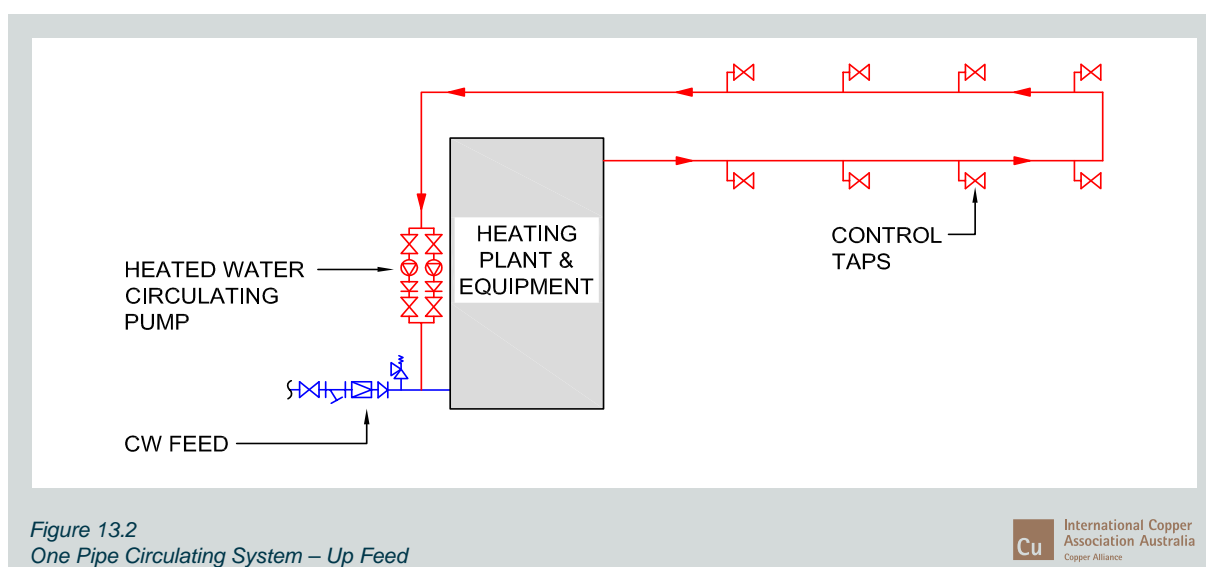 HEATING
PLANT &
EQUIPMENT
CONTROL
TAPS
HEATED WATER
CIRCULATING
PUMP
CW FEED
Figure 13.2
One Pipe Circulating System – Up Feed
Cu
International Copper
Association Australia
Copper Alliance